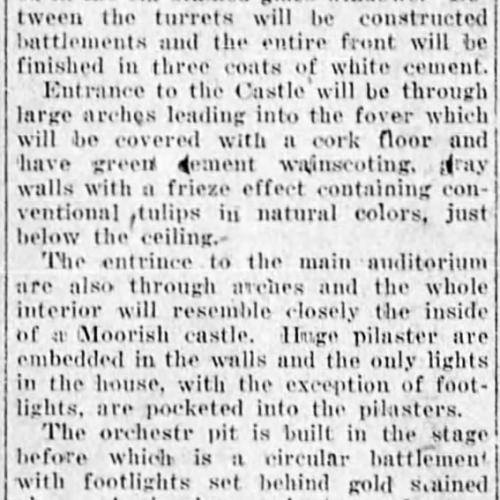 tween the turrets will be constructed
battlements and the entire front will be
finished in three coats of white cement.
Entrance to the Castle will be through
large arches leading into the fover which
will be covered with a cork floor and
have green cement wainscoting, gray
walls with a frieze effect containing con-
ventional tulips in natural colors, just
below the ceiling.
The entrince to the main auditorium
are also through arches and the whole
interior will resemble closely the inside
of a Moorish castle. Huge pilaster are
embedded in the walls and the only lights
in the house, with the exception of foot-
lights, are pocketed into the pilasters.
The orchestr pit is built in the stage
before which is a circular battlement
with footlights set behind gold stained